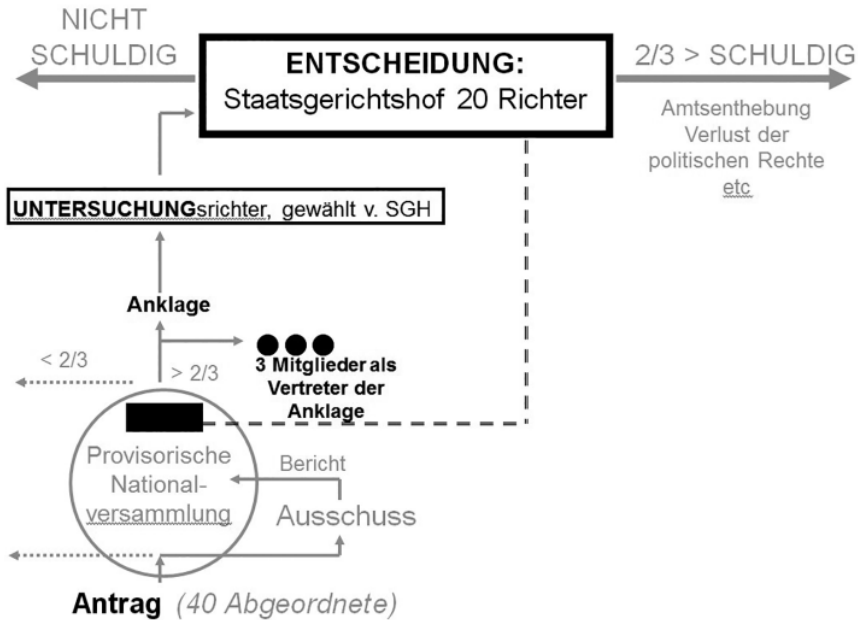 NICHT
SCHULDIG
ENTSCHEIDUNG:
Staatsgerichtshof 20 Richter
2/3 > SCHULDIG
Amtsenthebung
Verlust der
politischen Rechte
etc
UNTERSUCHUNGsrichter, gewählt v. SGH
Anklage
3 Mitglieder als
Vertreter der
Anklage
< 2/3
> 2/3
Provisorische
National-
versammlung
Bericht
Ausschuss
Antrag (40 Abgeordnete)